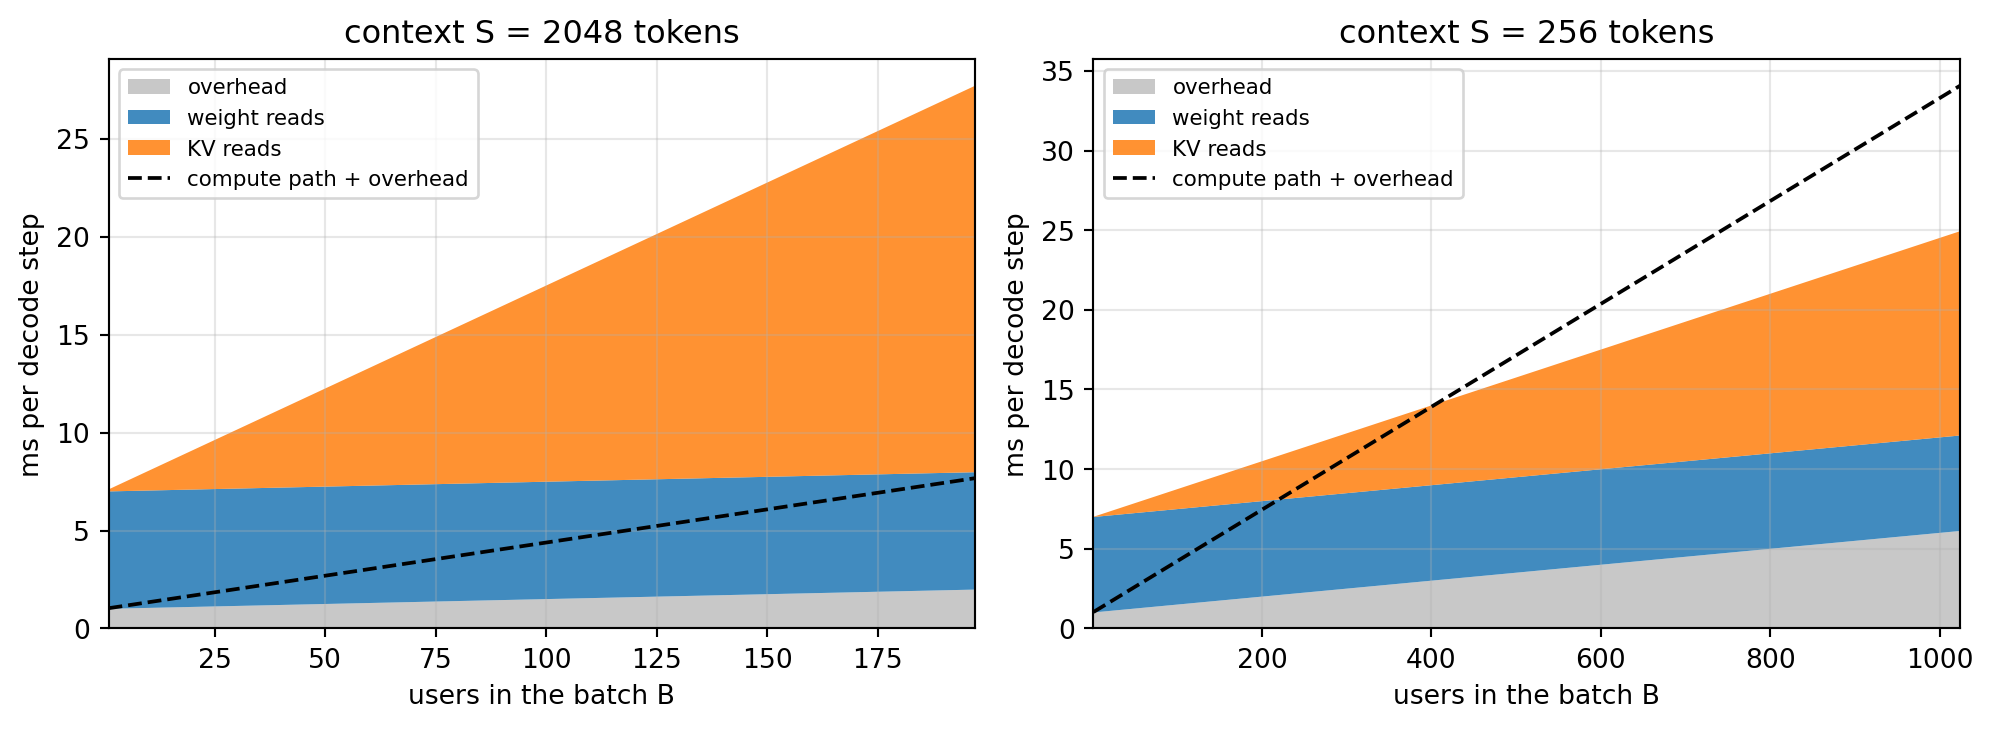 context S = 2048 tokens
overhead
weight reads
KV reads
compute path + overhead
ms per decode step
25
20
15
10
5
0
25 50 75 100 125 150 175
users in the batch B
context S = 256 tokens
overhead
weight reads
KV reads
compute path + overhead
ms per decode step
35
30
25
20
15
10
5
0
200 400 600 800 1000
users in the batch B